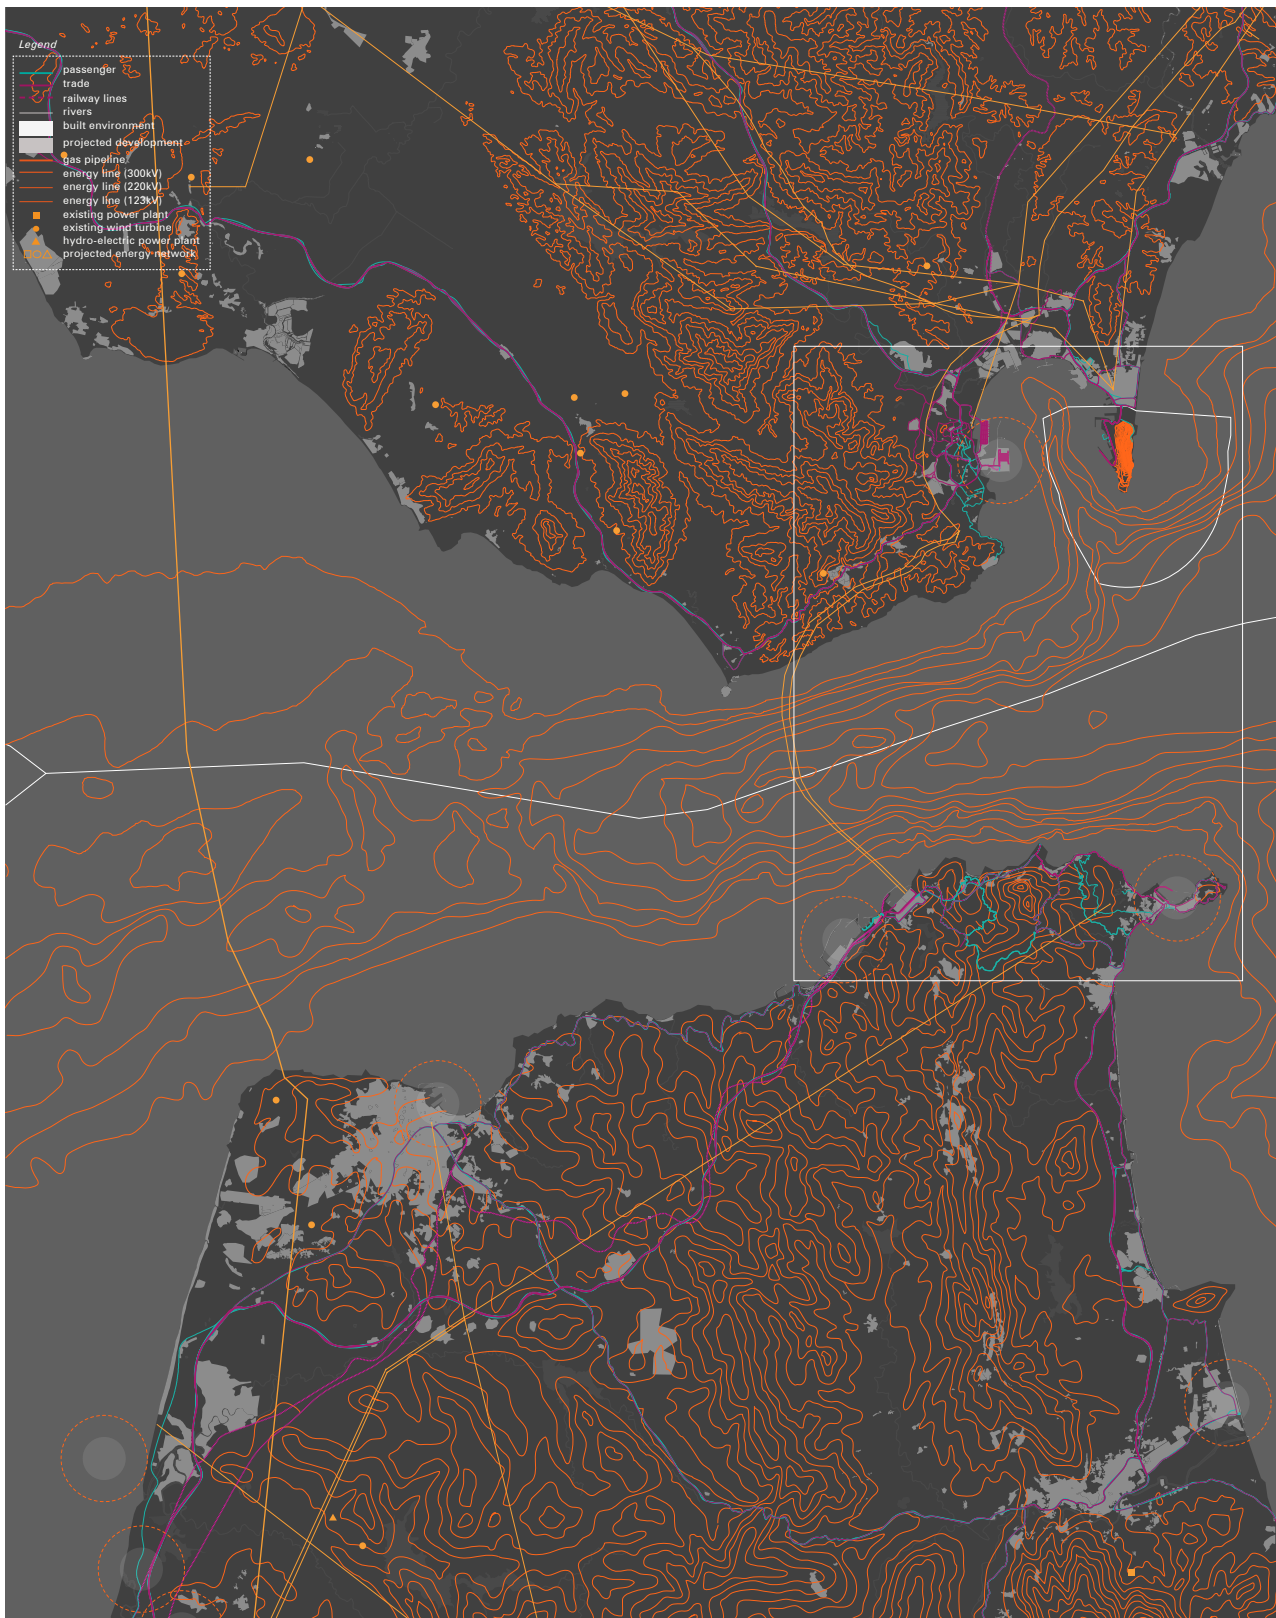 Legend
passenger
trade
railway lines
rivers
built environment
projected development
gas pipeline
energy line (300kV)
energy line (220kV)
energy line (123kV)
existing power plant
existing wind turbine
hydro-electric power plant
projected energy network